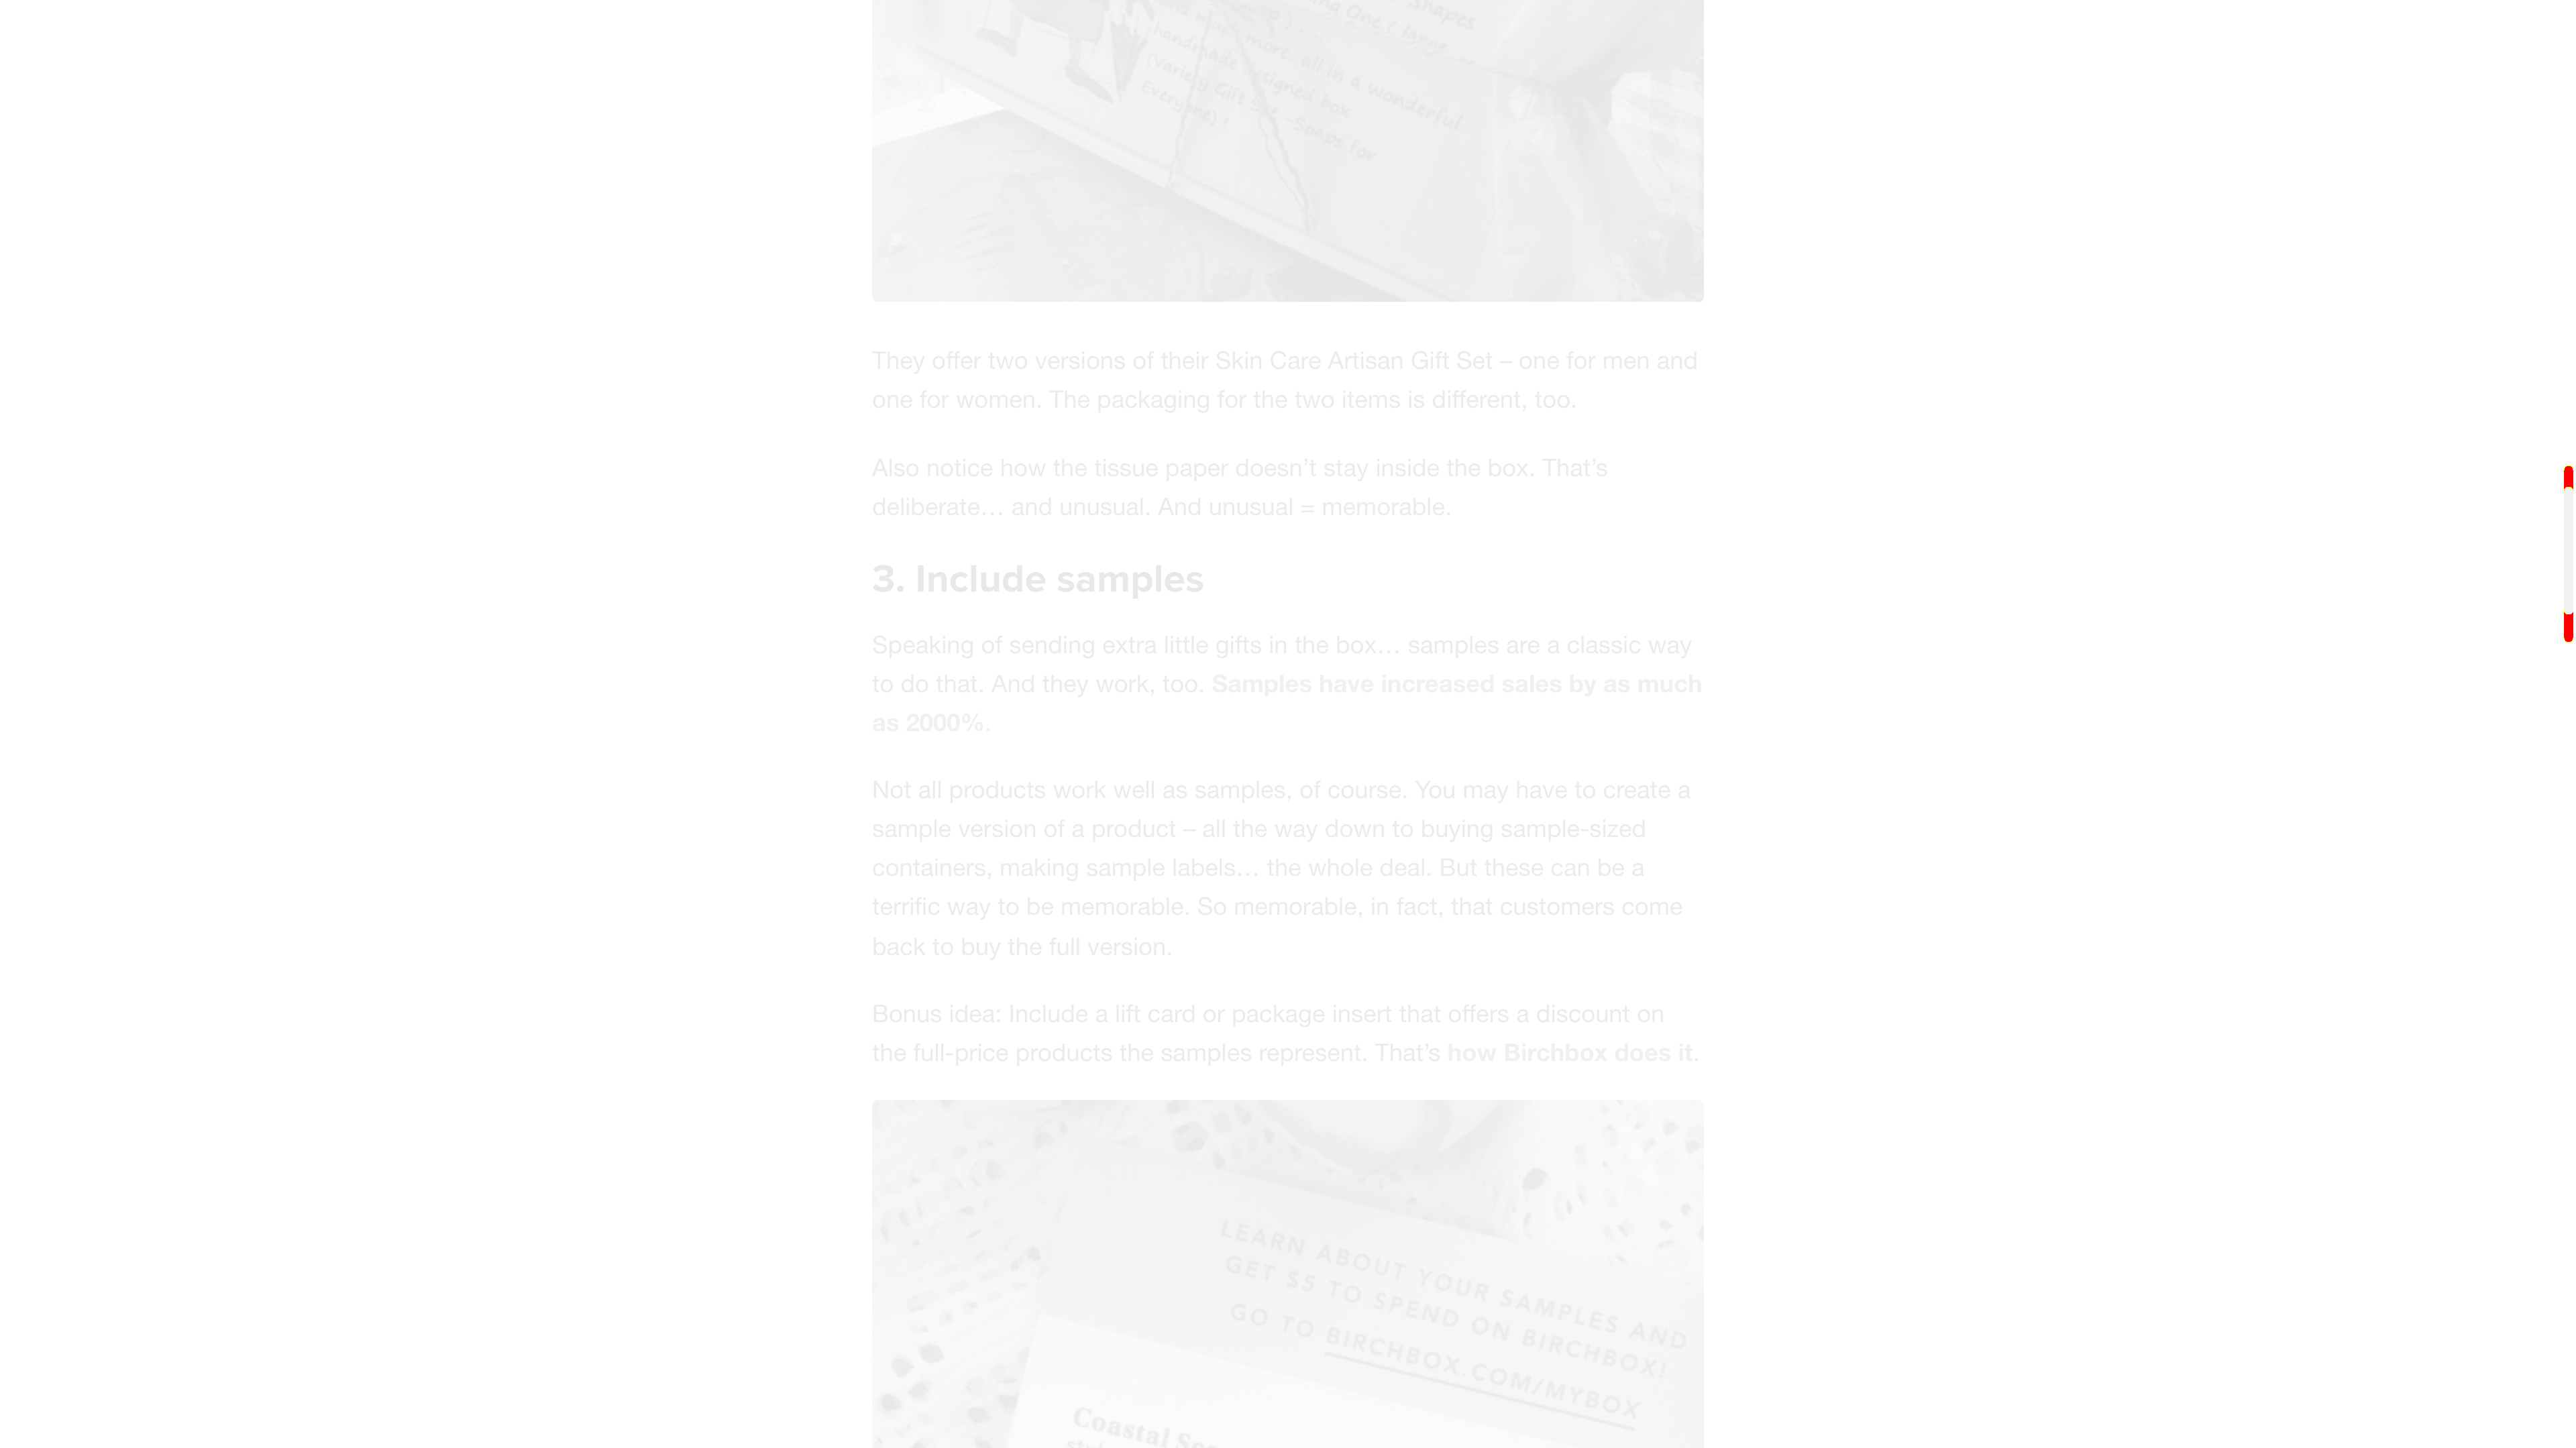 shapes
ing One / large
much more. all in a wonderful
handmade designed box
(Variety Gift Set - Soaps for
Everyone) !
They offer two versions of their Skin Care Artisan Gift Set – one for men and
one for women. The packaging for the two items is different, too.
Also notice how the tissue paper doesn’t stay inside the box. That’s
deliberate… and unusual. And unusual = memorable.
3. Include samples
Speaking of sending extra little gifts in the box… samples are a classic way
to do that. And they work, too. Samples have increased sales by as much
as 2000%.
Not all products work well as samples, of course. You may have to create a
sample version of a product – all the way down to buying sample-sized
containers, making sample labels… the whole deal. But these can be a
terrific way to be memorable. So memorable, in fact, that customers come
back to buy the full version.
Bonus idea: Include a lift card or package insert that offers a discount on
the full-price products the samples represent. That’s how Birchbox does it.
LEARN ABOUT YOUR SAMPLES AND
GET $5 TO SPEND ON BIRCHBOX!
GO TO BIRCHBOX.COM/MYBOX
Coastal